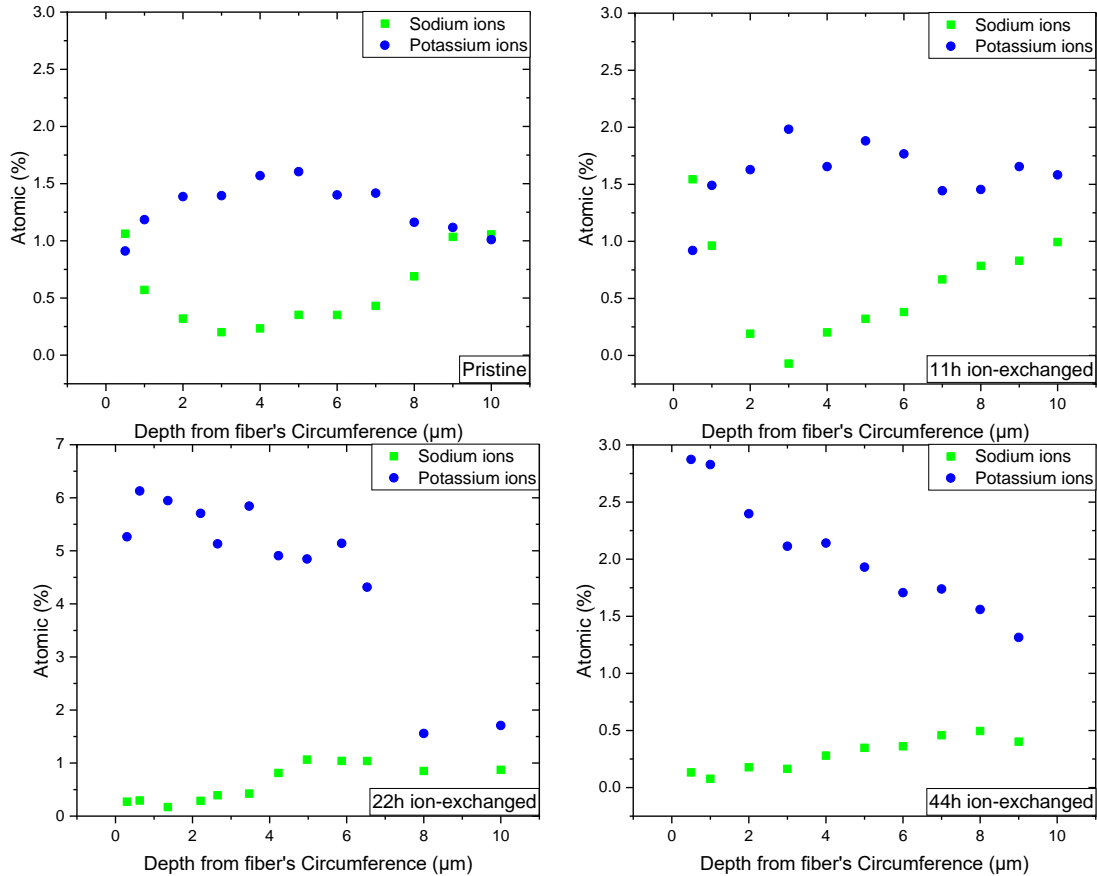 3.0
2.5
2.0
1.5
1.0
0.5
0.0
Atomic (%)
Sodium ions
Potassium ions
Pristine
0 2 4 6 8 10
Depth from fiber's Circumference (µm)
3.0
2.5
2.0
1.5
1.0
0.5
0.0
Atomic (%)
Sodium ions
Potassium ions
11h ion-exchanged
0 2 4 6 8 10
Depth from fiber's Circumference (µm)
7
6
5
4
3
2
1
0
Atomic (%)
Sodium ions
Potassium ions
22h ion-exchanged
0 2 4 6 8 10
Depth from fiber's Circumference (µm)
3.0
2.5
2.0
1.5
1.0
0.5
0.0
Atomic (%)
Sodium ions
Potassium ions
44h ion-exchanged
0 2 4 6 8 10
Depth from fiber's Circumference (µm)